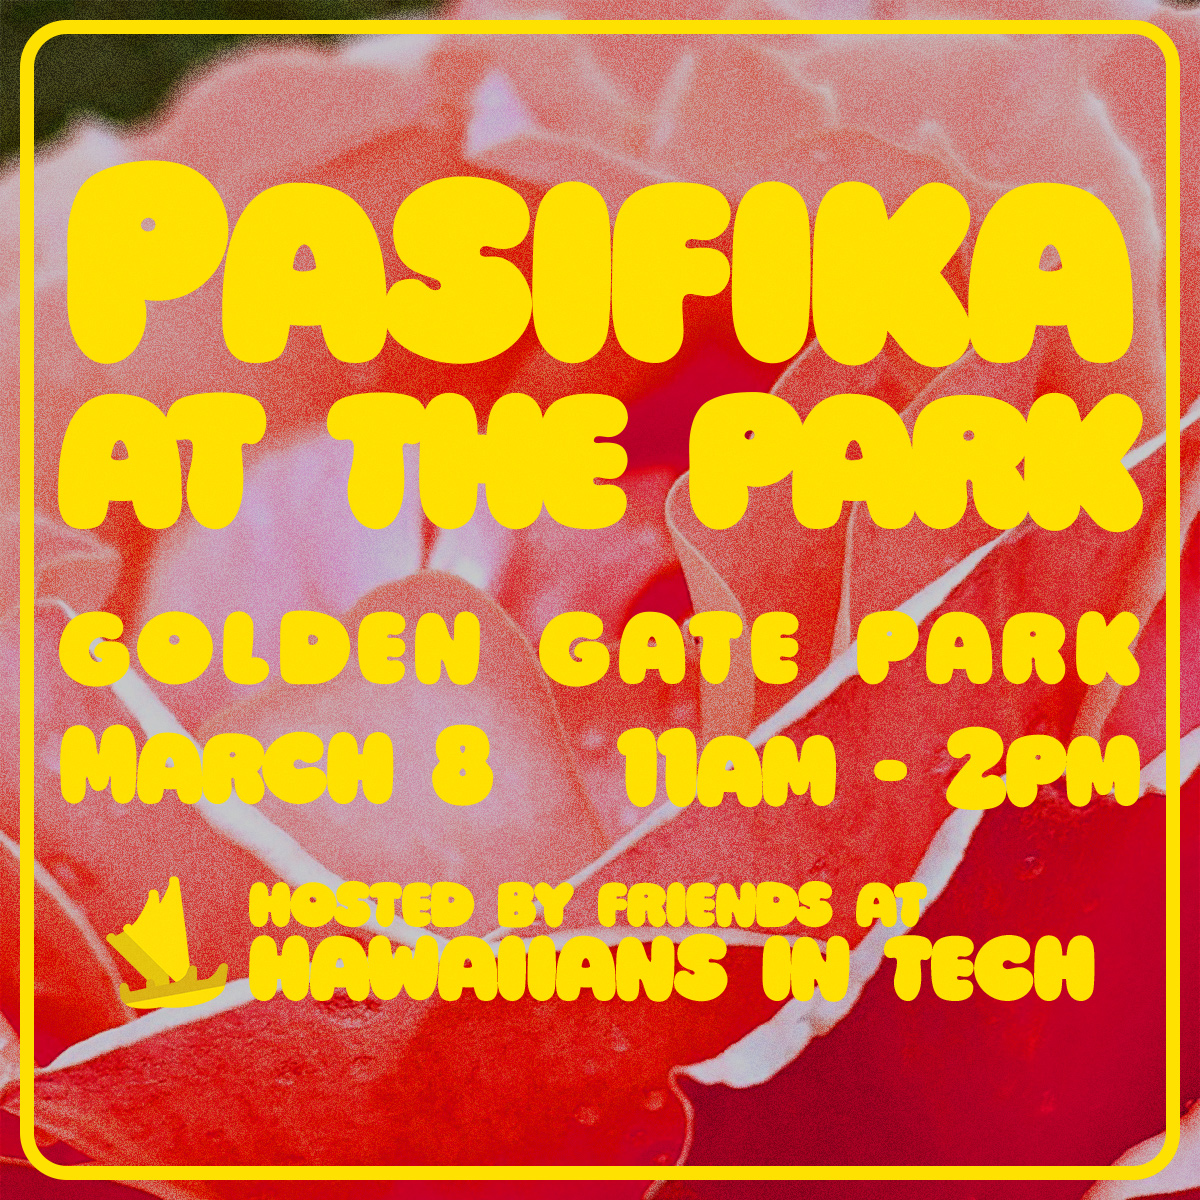 PASIFIKA
AT THE PARK
GOLDEN GATE PARK
MARCH 8 11AM - 2PM
HOSTED BY FRIENDS AT
HAWAIIANS IN TECH